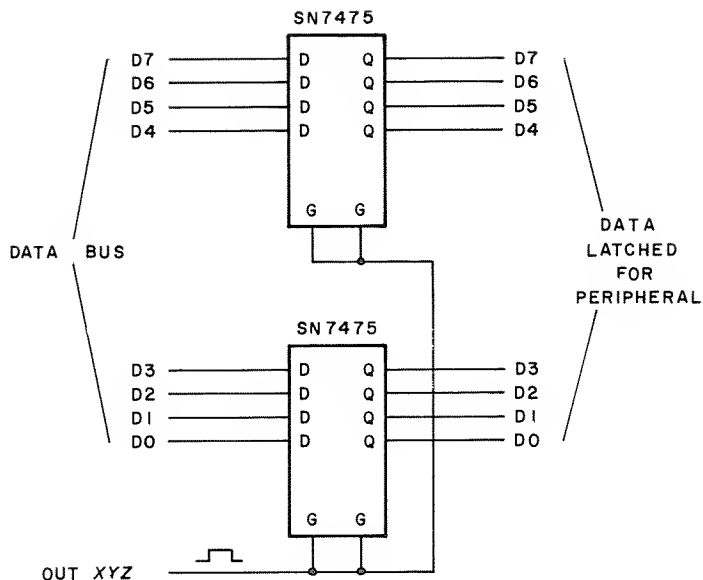 SN7475
D7 D Q D7
D6 D Q D6
D5 D Q D5
D4 D Q D4
G G
DATA BUS
DATA
LATCHED
FOR
PERIPHERAL
SN7475
D3 D Q D3
D2 D Q D2
D1 D Q D1
D0 D Q D0
G G
OUT XYZ